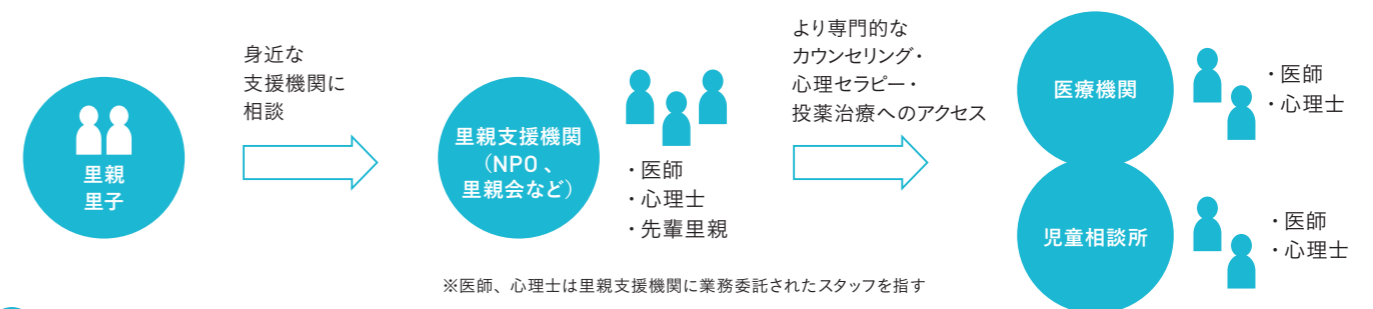 里親
里子
身近な
支援機関に
相談
里親支援機関
（NPO 、
里親会など）
・医師
・心理士
・先輩里親
※医師、心理士は里親支援機関に業務委託されたスタッフを指す
より専門的な
カウンセリング・
心理セラピー・
投薬治療へのアクセス
医療機関
・医師
・心理士
児童相談所
・医師
・心理士